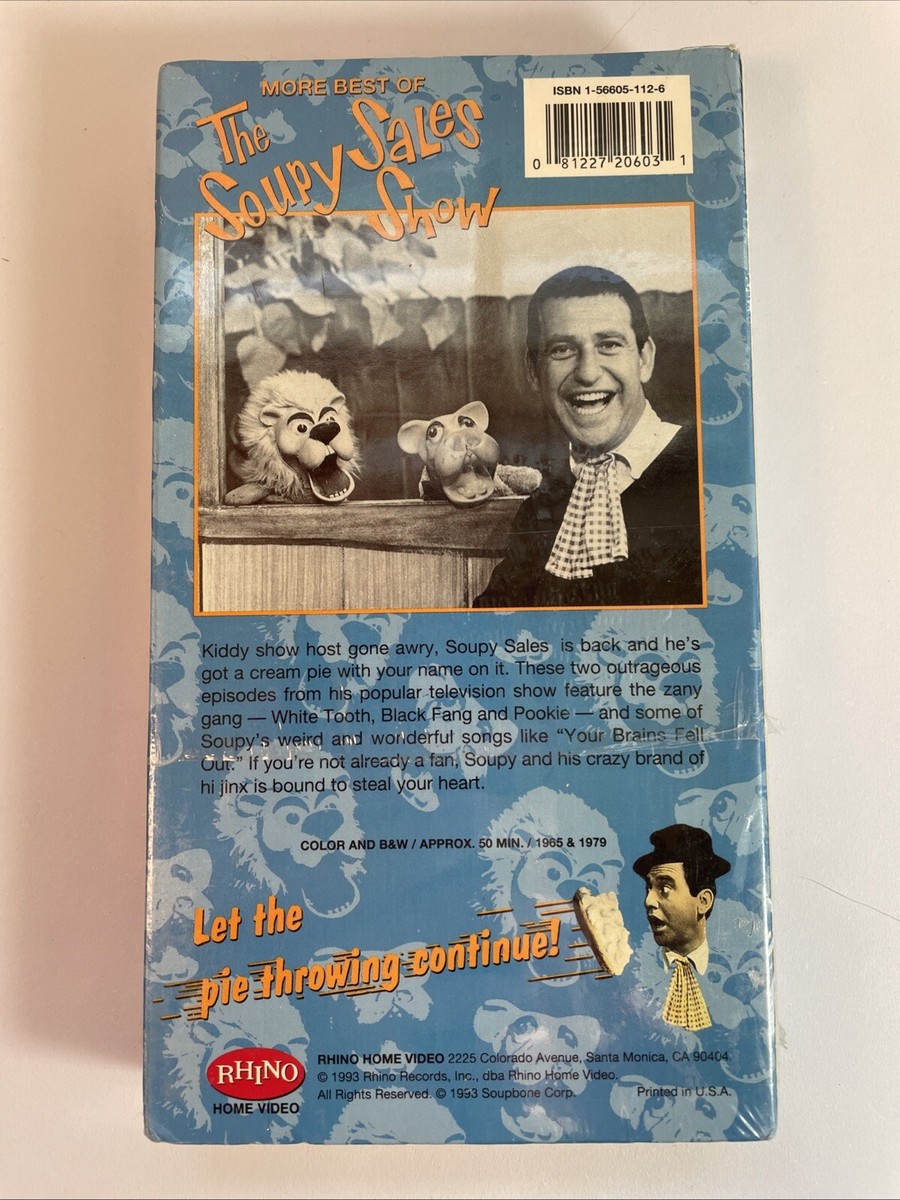 MORE BEST OF
The
Soupy Sales
Show
ISBN 1-56605-112-6
0 81227 20603 1
Kiddy show host gone awry, Soupy Sales is back and he's
got a cream pie with your name on it. These two outrageous
episodes from his popular television show feature the zany
gang — White Tooth, Black Fang and Pookie — and some of
Soupy's weird and wonderful songs like "Your Brains Fell
Out." If you're not already a fan, Soupy and his crazy brand of
hi jinx is bound to steal your heart.
COLOR AND B&W / APPROX. 50 MIN. / 1965 & 1979
Let the
pie throwing continue!
RHINO
HOME VIDEO
RHINO HOME VIDEO 2225 Colorado Avenue, Santa Monica, CA 90404
© 1993 Rhino Records, Inc., dba Rhino Home Video.
All Rights Reserved. © 1993 Soupbone Corp. Printed in U.S.A.